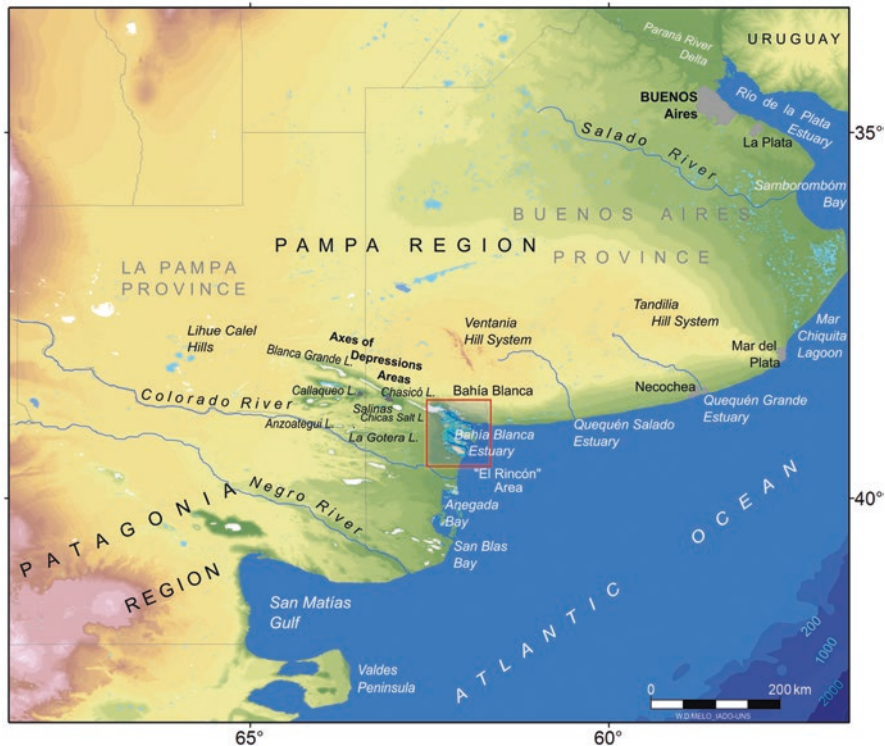 Paraná River
Delta
URUGUAY
BUENOS
Aires
Río de la Plata
Estuary
35°
La Plata
Salado River
Samborombóm
Bay
BUENOS AIRES
PROVINCE
PAMPA REGION
LA PAMPA
PROVINCE
Lihue Calel
Hills
Axes of
Depressions
Areas
Blanca Grande L.
Ventania
Hill System
Tandilia
Hill System
Mar
Chiquita
Lagoon
Mar del
Plata
Callaqueo L.
Chasicó L.
Bahía Blanca
Necochea
Colorado River
Salinas
Chicas Salt L
Anzoategui L.
La Gotera L.
Bahía Blanca
Estuary
Quequén Salado
Estuary
Quequén Grande
Estuary
"El Rincón"
Area
40°
Negro River
Anegada
Bay
San Blas
Bay
PATAGONIA
REGION
San Matías
Gulf
Valdes
Peninsula
ATLANTIC OCEAN
200
1000
2000
0
200 km
W.D.MELO_IADO-UNS
65°
60°